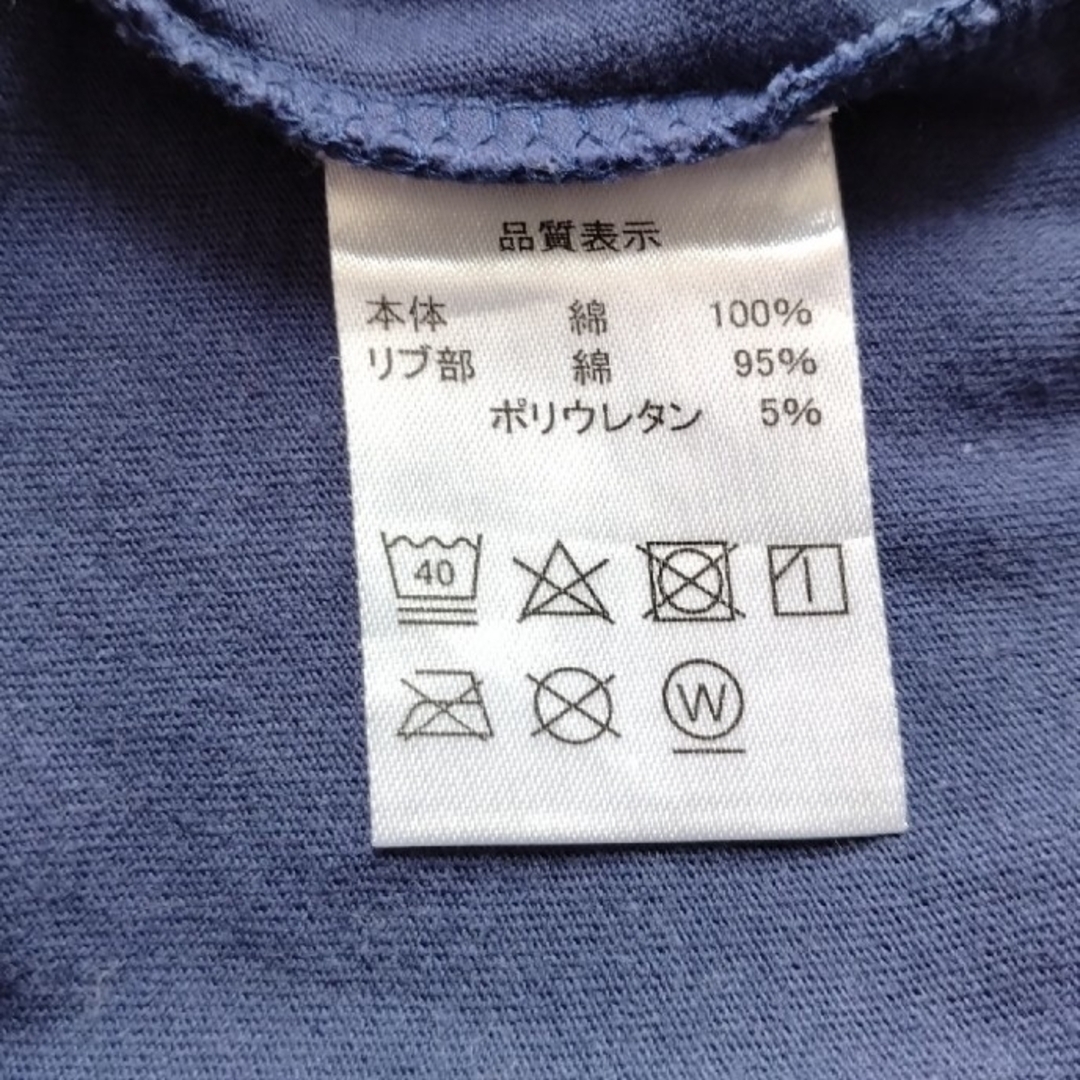 品質表示
本体 綿 100%
リブ部 綿 95%
ポリウレタン 5%
40
W